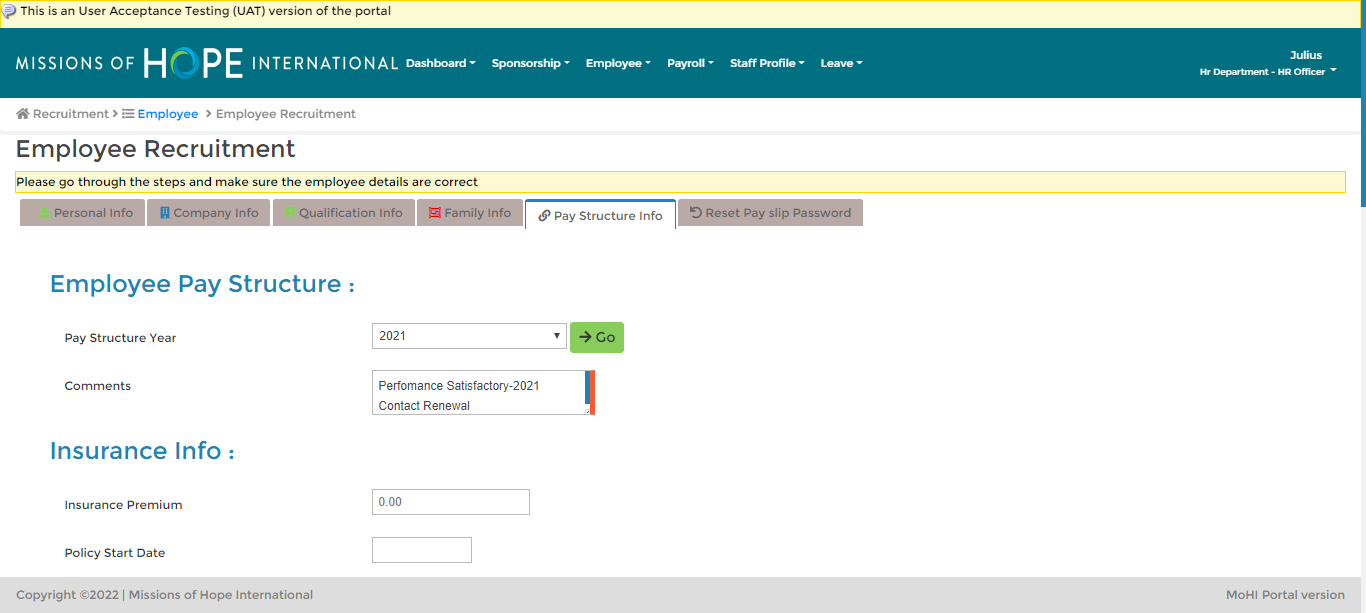 This is an User Acceptance Testing (UAT) version of the portal
MISSIONS OF HOPE INTERNATIONAL Dashboard Sponsorship Employee Payroll Staff Profile Leave
Julius
Hr Department - HR Officer
Recruitment > Employee > Employee Recruitment
Employee Recruitment
Please go through the steps and make sure the employee details are correct
Personal Info Company Info Qualification Info Family Info Pay Structure Info Reset Pay slip Password
Employee Pay Structure :
Pay Structure Year 2021 Go
Comments Perfomance Satisfactory-2021
Contact Renewal
Insurance Info :
Insurance Premium 0.00
Policy Start Date
Copyright ©2022 | Missions of Hope International MoHI Portal version